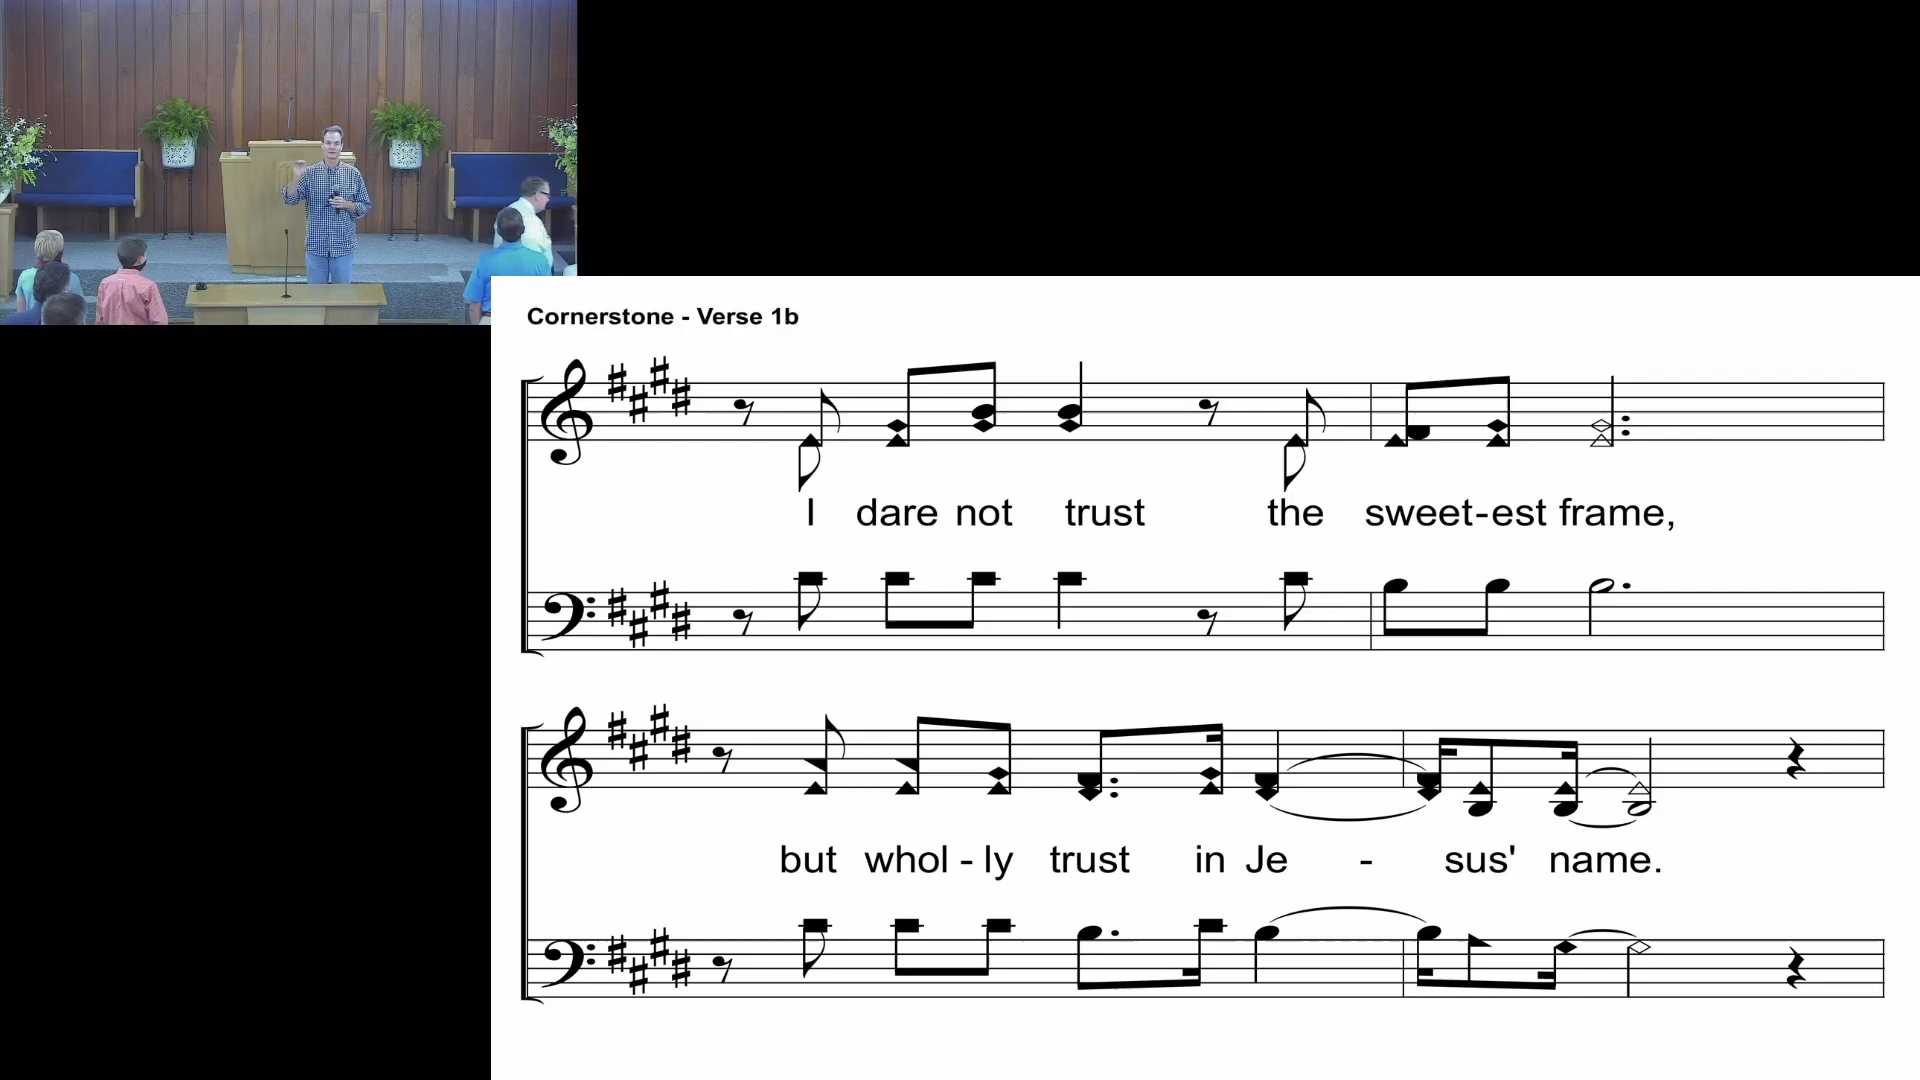 Cornerstone - Verse 1b
I dare not trust the sweet-est frame,
but whol - ly trust in Je - sus' name.